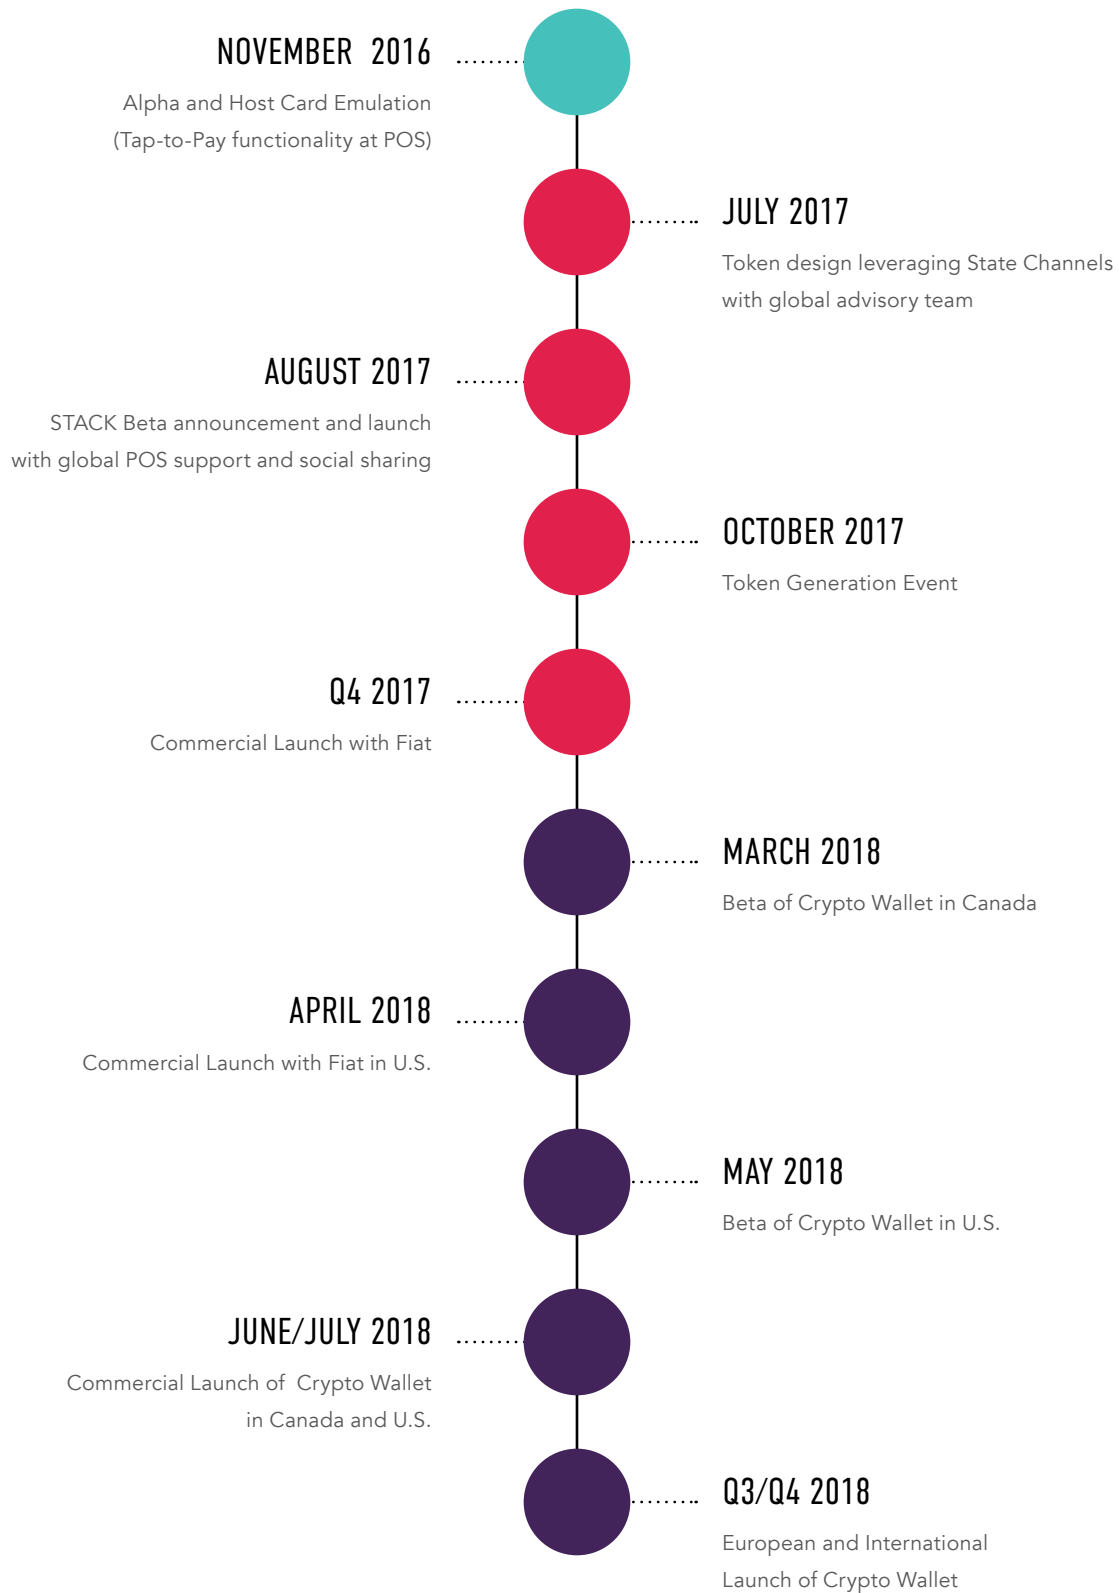 NOVEMBER 2016
Alpha and Host Card Emulation
(Tap-to-Pay functionality at POS)
JULY 2017
Token design leveraging State Channels
with global advisory team
AUGUST 2017
STACK Beta announcement and launch
with global POS support and social sharing
OCTOBER 2017
Token Generation Event
Q4 2017
Commercial Launch with Fiat
MARCH 2018
Beta of Crypto Wallet in Canada
APRIL 2018
Commercial Launch with Fiat in U.S.
MAY 2018
Beta of Crypto Wallet in U.S.
JUNE/JULY 2018
Commercial Launch of Crypto Wallet
in Canada and U.S.
Q3/Q4 2018
European and International
Launch of Crypto Wallet